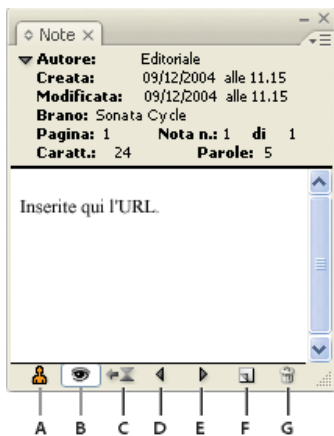 Note
Autore: Editoriale
Creata: 09/12/2004 alle 11.15
Modificata: 09/12/2004 alle 11.15
Brano: Sonata Cycle
Pagina: 1 Nota n.: 1 di 1
Caratt.: 24 Parole: 5
Inserite qui l'URL.
A B C D E F G